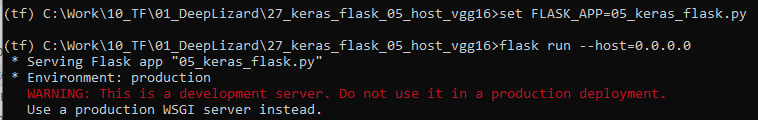 (tf) C:\Work\10_TF\01_DeepLizard\27_keras_flask_05_host_vgg16>set FLASK_APP=05_keras_flask.py
(tf) C:\Work\10_TF\01_DeepLizard\27_keras_flask_05_host_vgg16>flask run --host=0.0.0.0
* Serving Flask app "05_keras_flask.py"
* Environment: production
WARNING: This is a development server. Do not use it in a production deployment.
Use a production WSGI server instead.